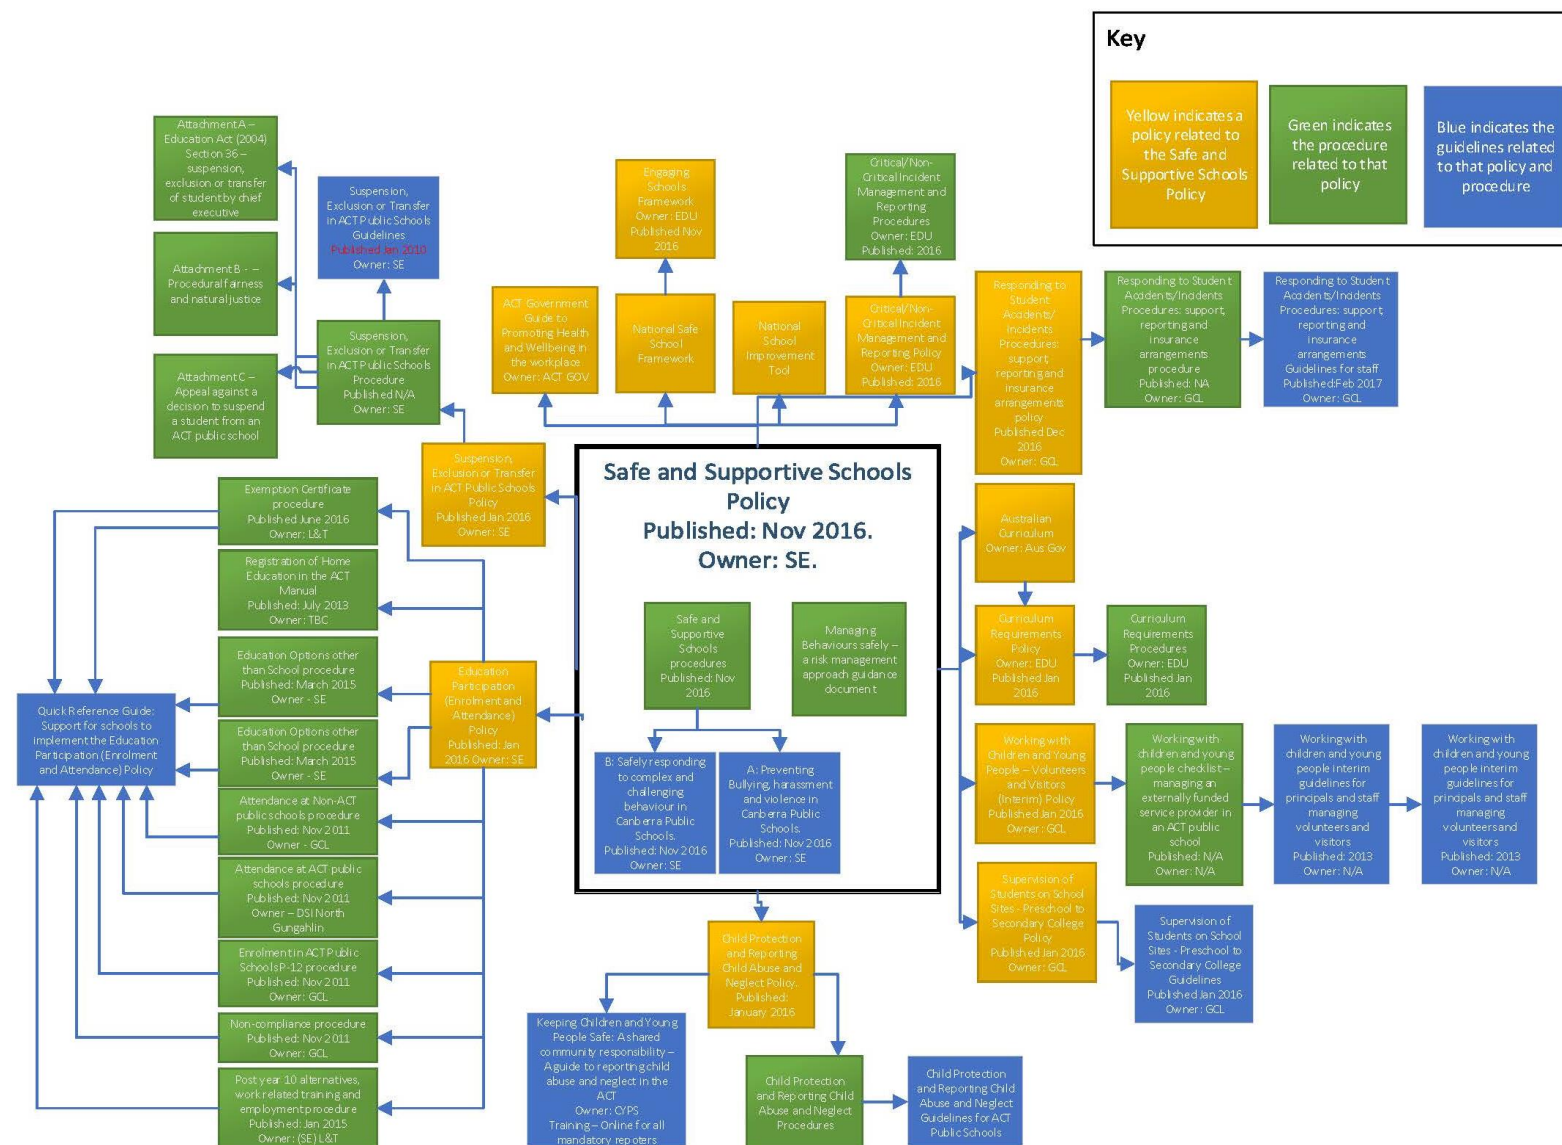 Key
Yellow indicates a
policy related to
the Safe and
Supportive Schools
Policy
Green indicates
the procedure
related to that
policy
Blue indicates the
guidelines related
to that policy and
procedure
Attachment A –
Education Act (2004)
Section 36 –
suspension,
exclusion or transfer
of student by chief
executive
Attachment B - –
Procedural fairness
and natural justice
Attachment C –
Appeal against a
decision to suspend
a student from an
ACT public school
Suspension,
Exclusion or Transfer
in ACT Public Schools
Guidelines
Published Jan 2010
Owner: SE
Suspension,
Exclusion or Transfer
in ACT Public Schools
Procedure
Published N/A
Owner: SE
Suspension,
Exclusion or Transfer
in ACT Public Schools
Policy
Published Jan 2016
Owner: SE
ACT Government
Guide to
Promoting Health
and Wellbeing in
the workplace
Owner: ACT GOV
Engaging
Schools
Framework
Owner: EDU
Published Nov
2016
National Safe
School
Framework
National
School
Improvement
Tool
Critical/Non-
Critical Incident
Management and
Reporting
Procedures
Owner: EDU
Published: 2016
Critical/Non-
Critical Incident
Management and
Reporting Policy
Owner: EDU
Published: 2016
Responding to
Student
Accidents/
Incidents
Procedures:
support,
reporting and
insurance
arrangements
policy
Published Dec
2016
Owner: GCL
Responding to Student
Accidents/Incidents
Procedures: support,
reporting and
insurance
arrangements
procedure
Published: NA
Owner: GCL
Responding to Student
Accidents/Incidents
Procedures: support,
reporting and
insurance
arrangements
Guidelines for staff
Published:Feb 2017
Owner: GCL
Safe and Supportive Schools
Policy
Published: Nov 2016.
Owner: SE.
Safe and
Supportive
Schools
procedures
Published: Nov
2016
Managing
Behaviours safely –
a risk management
approach guidance
document
B: Safely responding
to complex and
challenging
behaviour in
Canberra Public
Schools.
Published: Nov 2016
Owner: SE
A: Preventing
Bullying, harassment
and violence in
Canberra Public
Schools.
Published: Nov 2016
Owner: SE
Exemption Certificate
procedure
Published June 2016
Owner: L&T
Registration of Home
Education in the ACT
Manual
Published: July 2013
Owner: TBC
Education Options other
than School procedure
Published: March 2015
Owner - SE
Education Options other
than School procedure
Published: March 2015
Owner - SE
Attendance at Non-ACT
public schools procedure
Published: Nov 2011
Owner - GCL
Attendance at ACT public
schools procedure
Published: Nov 2011
Owner – DSI North
Gungahlin
Enrolment in ACT Public
Schools P-12 procedure
Published: Nov 2011
Owner: GCL
Non-compliance procedure
Published: Nov 2011
Owner: GCL
Post year 10 alternatives,
work related training and
employment procedure
Published: Jan 2015
Owner: (SE) L&T
Quick Reference Guide:
Support for schools to
implement the Education
Participation (Enrolment
and Attendance) Policy
Education
Participation
(Enrolment and
Attendance)
Policy
Published: Jan
2016 Owner: SE
Australian
Curriculum
Owner: Aus Gov
Curriculum
Requirements
Policy
Owner: EDU
Published Jan
2016
Curriculum
Requirements
Procedures
Owner: EDU
Published Jan
2016
Working with
Children and Young
People – Volunteers
and Visitors
(Interim) Policy
Published Jan 2016
Owner: GCL
Working with
children and young
people checklist –
managing an
externally funded
service provider in
an ACT public
school
Published: N/A
Owner: N/A
Working with
children and young
people interim
guidelines for
principals and staff
managing
volunteers and
visitors
Published: 2013
Owner: N/A
Working with
children and young
people interim
guidelines for
principals and staff
managing
volunteers and
visitors
Published: 2013
Owner: N/A
Supervision of
Students on School
Sites - Preschool to
Secondary College
Policy
Published Jan 2016
Owner: GCL
Supervision of
Students on School
Sites - Preschool to
Secondary College
Guidelines
Published Jan 2016
Owner: GCL
Child Protection
and Reporting
Child Abuse and
Neglect Policy.
Published:
January 2016
Keeping Children and Young
People Safe: A shared
community responsibility –
A guide to reporting child
abuse and neglect in the
ACT
Owner: CYPS
Training – Online for all
mandatory repoters
Child Protection
and Reporting Child
Abuse and Neglect
Procedures
Child Protection
and Reporting Child
Abuse and Neglect
Guidelines for ACT
Public Schools